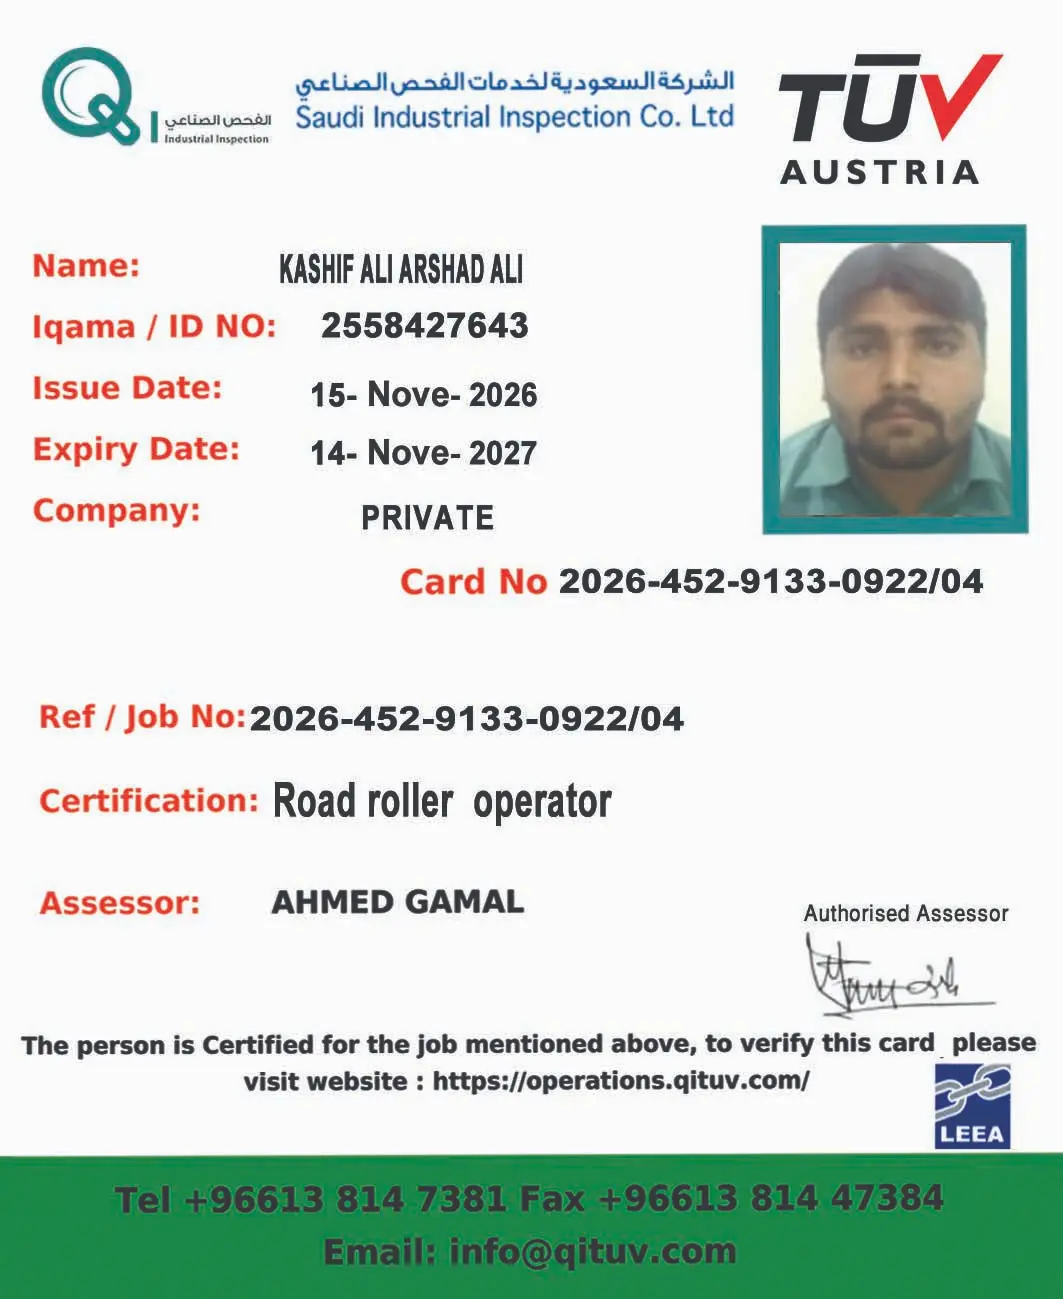 الفحص الصناعي
Industrial Inspection
الشركة السعودية لخدمات الفحص الصناعي
Saudi Industrial Inspection Co. Ltd
TÜV
AUSTRIA
Name: KASHIF ALI ARSHAD ALI
Iqama / ID NO: 2558427643
Issue Date: 15- Nove- 2026
Expiry Date: 14- Nove- 2027
Company: PRIVATE
Card No 2026-452-9133-0922/04
Ref / Job No: 2026-452-9133-0922/04
Certification: Road roller operator
Assessor: AHMED GAMAL
Authorised Assessor
The person is Certified for the job mentioned above, to verify this card please
visit website : https://operations.qituv.com/
LEEA
Tel +96613 814 7381 Fax +96613 814 47384
Email: info@qituv.com